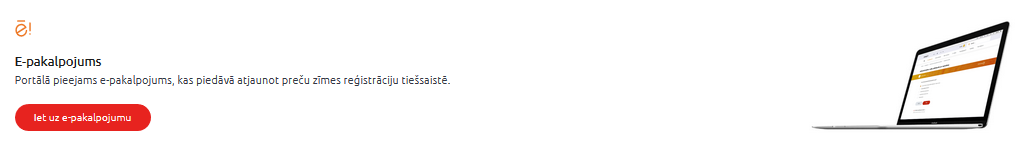 ē!
E-pakalpojums
Portālā pieejams e-pakalpojums, kas piedāvā atjaunot preču zīmes reģistrāciju tiešsaistē.
Iet uz e-pakalpojumu